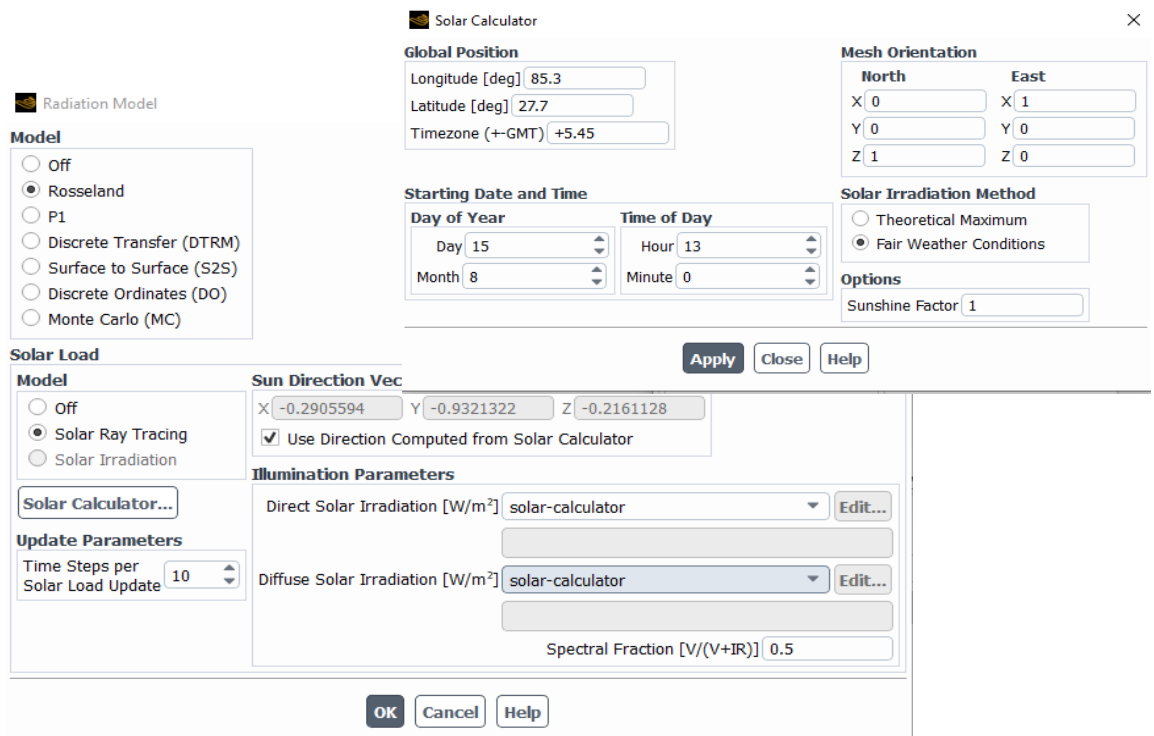 Solar Calculator
Global Position
Longitude [deg] 85.3
Latitude [deg] 27.7
Timezone (+-GMT) +5.45
Mesh Orientation
North East
X 0 X 1
Y 0 Y 0
Z 1 Z 0
Starting Date and Time
Day of Year Time of Day
Day 15 Hour 13
Month 8 Minute 0
Solar Irradiation Method
Theoretical Maximum
Fair Weather Conditions
Options
Sunshine Factor 1
Apply Close Help
Radiation Model
Model
Off
Rosseland
P1
Discrete Transfer (DTRM)
Surface to Surface (S2S)
Discrete Ordinates (DO)
Monte Carlo (MC)
Solar Load
Model
Off
Solar Ray Tracing
Solar Irradiation
Solar Calculator...
Update Parameters
Time Steps per
Solar Load Update 10
Sun Direction Vec
X -0.2905594 Y -0.9321322 Z -0.2161128
Use Direction Computed from Solar Calculator
Illumination Parameters
Direct Solar Irradiation [W/m²] solar-calculator Edit...
Diffuse Solar Irradiation [W/m²] solar-calculator Edit...
Spectral Fraction [V/(V+IR)] 0.5
OK Cancel Help